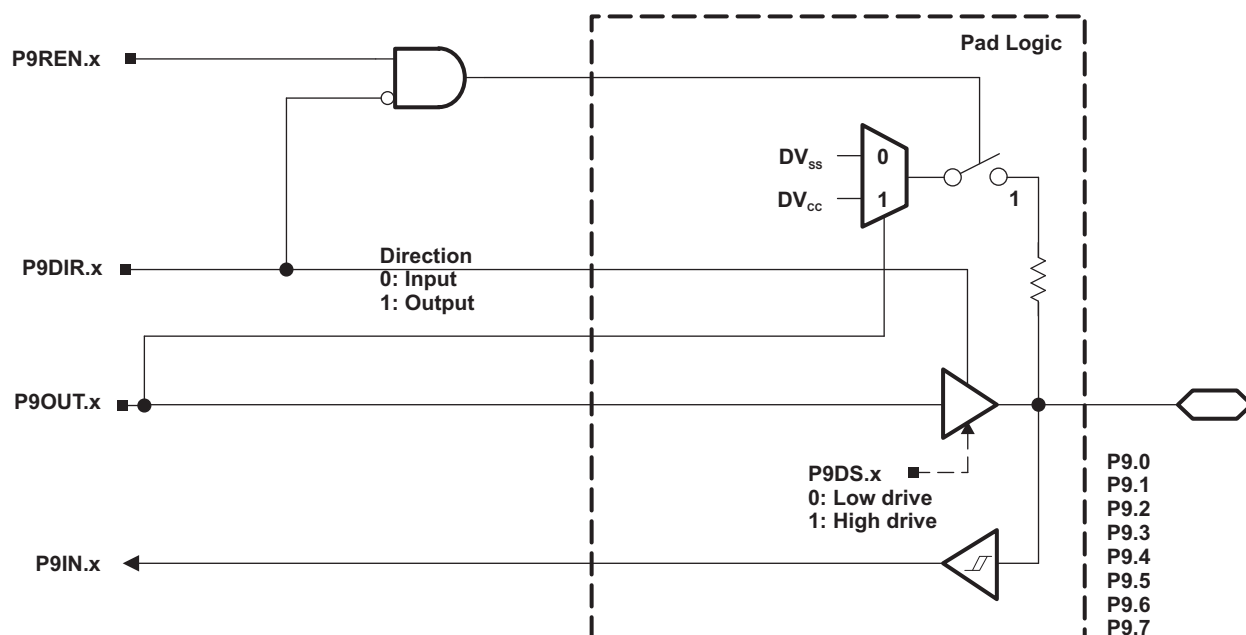 Pad Logic
P9REN.x
DVss
0
DVcc
1
1
P9DIR.x
Direction
0: Input
1: Output
P9OUT.x
P9DS.x
0: Low drive
1: High drive
P9IN.x
P9.0
P9.1
P9.2
P9.3
P9.4
P9.5
P9.6
P9.7